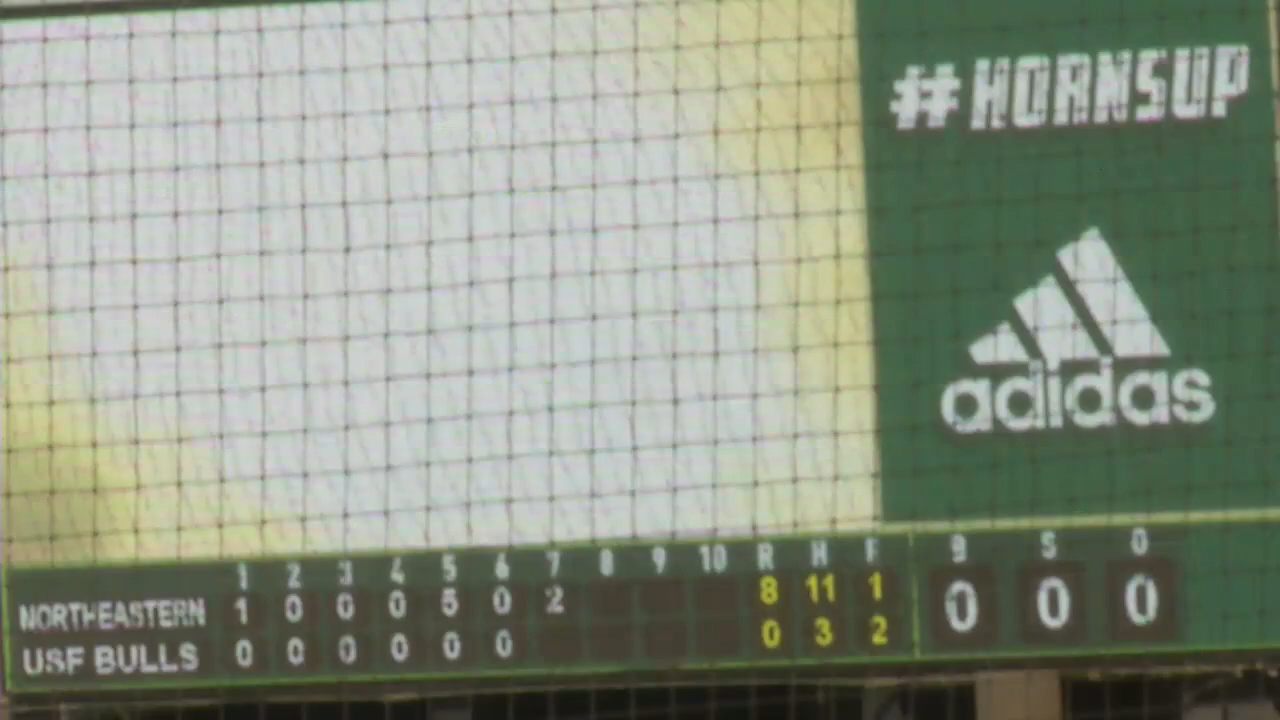 #HORNSUP
adidas
1 2 3 4 5 6 7 8 9 10 R H E B S O
NORTHEASTERN 1 0 0 0 5 0 2 8 11 1 0 0 0
USF BULLS 0 0 0 0 0 0 0 3 2